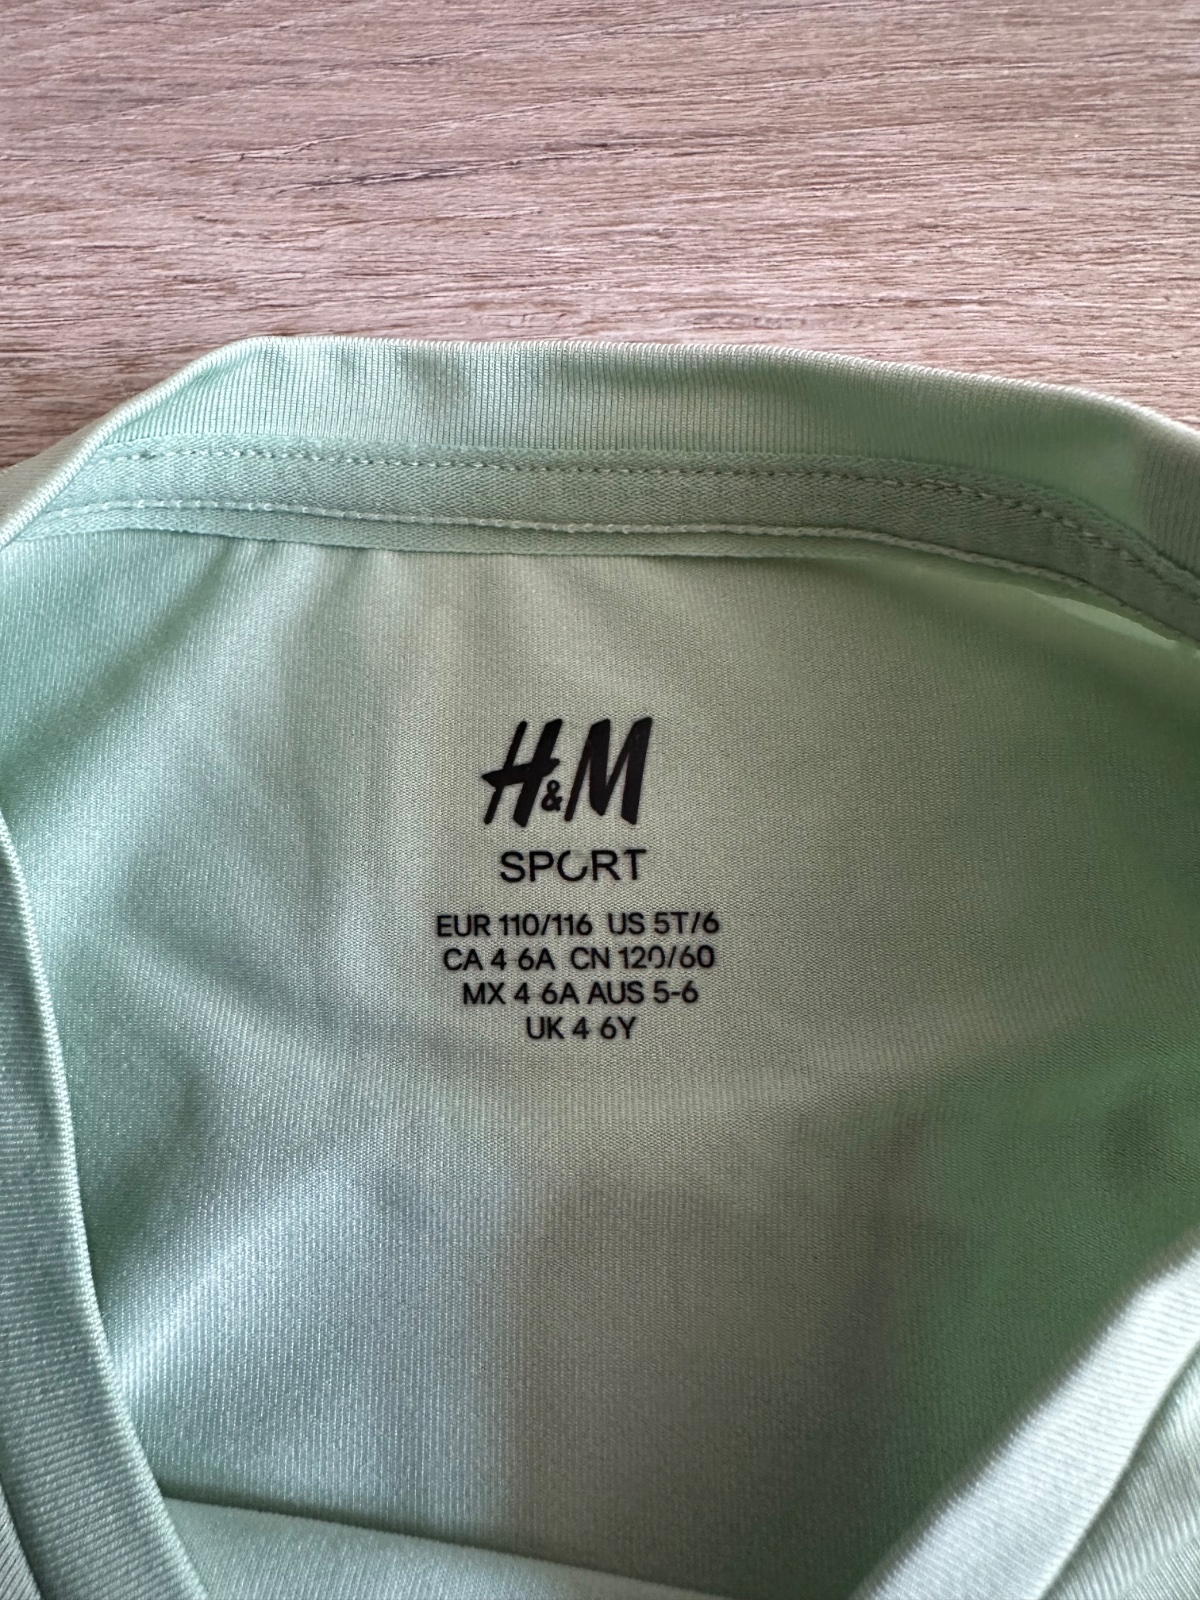 H&M
SPORT
EUR 110/116 US 5T/6
CA 4 6A CN 120/60
MX 4 6A AUS 5-6
UK 4 6Y